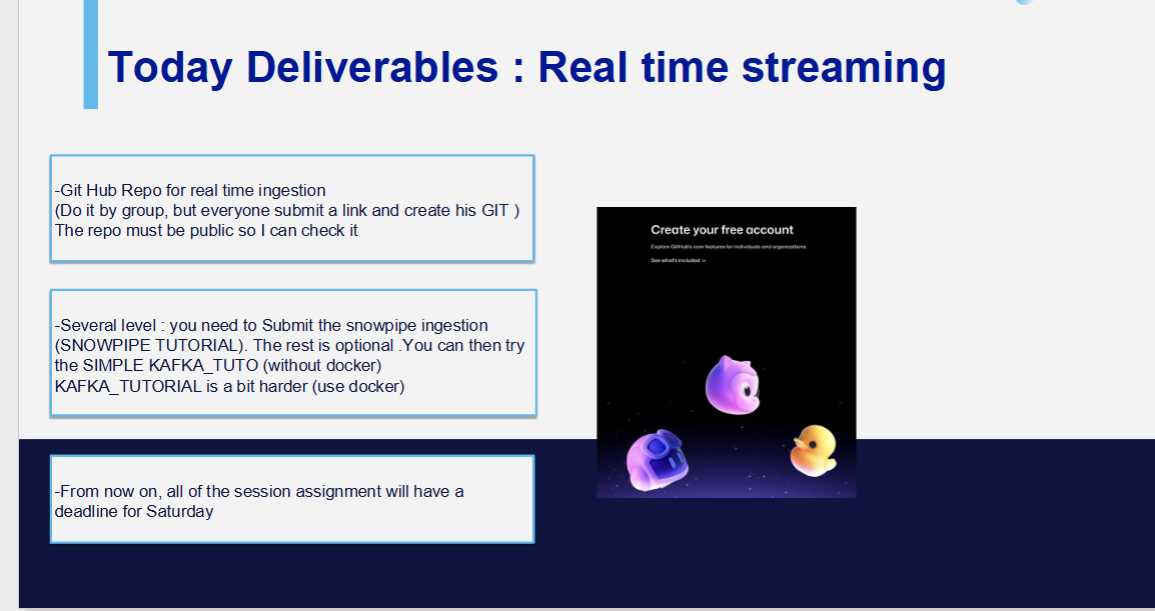 Today Deliverables : Real time streaming
-Git Hub Repo for real time ingestion
(Do it by group, but everyone submit a link and create his GIT )
The repo must be public so I can check it
-Several level : you need to Submit the snowpipe ingestion
(SNOWPIPE TUTORIAL). The rest is optional .You can then try
the SIMPLE KAFKA_TUTO (without docker)
KAFKA_TUTORIAL is a bit harder (use docker)
-From now on, all of the session assignment will have a
deadline for Saturday
Create your free account
Explore GitHub's core features for individuals and organizations.
See what's included